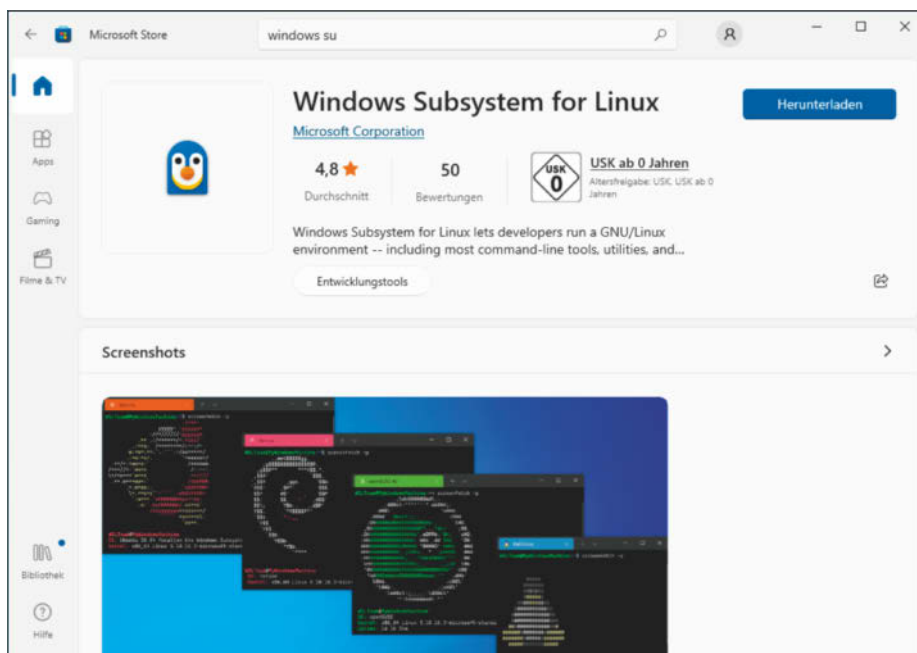 Microsoft Store
windows su
Windows Subsystem for Linux
Herunterladen
Microsoft Corporation
4,8
Durchschnitt
50
Bewertungen
USK
0
USK ab 0 Jahren
Altersfreigabe: USK, USK ab 0
Jahren
Windows Subsystem for Linux lets developers run a GNU/Linux
environment -- including most command-line tools, utilities, and...
Entwicklungstools
Apps
Gaming
Filme & TV
Screenshots
Bibliothek
Hilfe